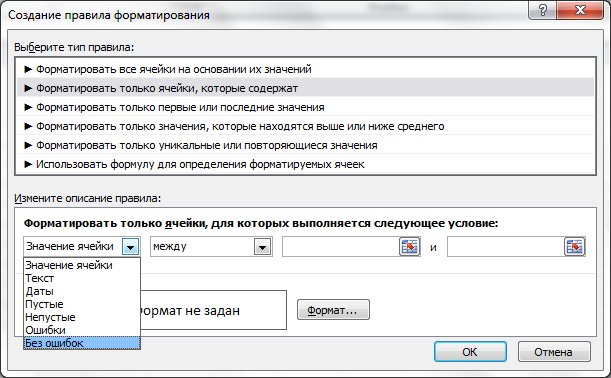 Создание правила форматирования
Выберите тип правила:
► Форматировать все ячейки на основании их значений
► Форматировать только ячейки, которые содержат
► Форматировать только первые или последние значения
► Форматировать только значения, которые находятся выше или ниже среднего
► Форматировать только уникальные или повторяющиеся значения
► Использовать формулу для определения форматируемых ячеек
Измените описание правила:
Форматировать только ячейки, для которых выполняется следующее условие:
Значение ячейки между и
Значение ячейки
Текст
Даты
Пустые
Непустые
Ошибки
Без ошибок
Формат не задан
Формат...
ОК Отмена